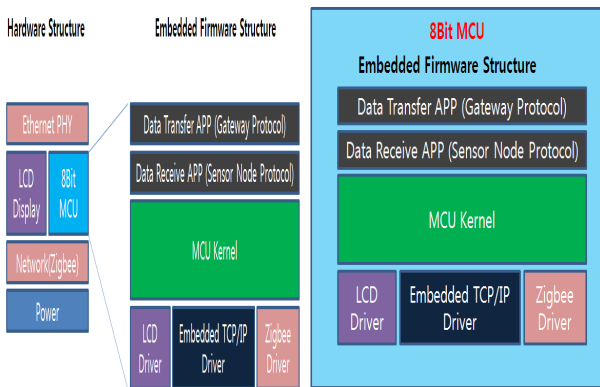 Hardware Structure
Embedded Firmware Structure
Ethernet PHY
LCD
Display
8Bit
MCU
Network(Zigbee)
Power
Data Transfer APP (Gateway Protocol)
Data Receive APP (Sensor Node Protocol)
MCU Kernel
LCD
Driver
Embedded TCP/IP
Driver
Zigbee
Driver
8Bit MCU
Embedded Firmware Structure
Data Transfer APP (Gateway Protocol)
Data Receive APP (Sensor Node Protocol)
MCU Kernel
LCD
Driver
Embedded TCP/IP
Driver
Zigbee
Driver